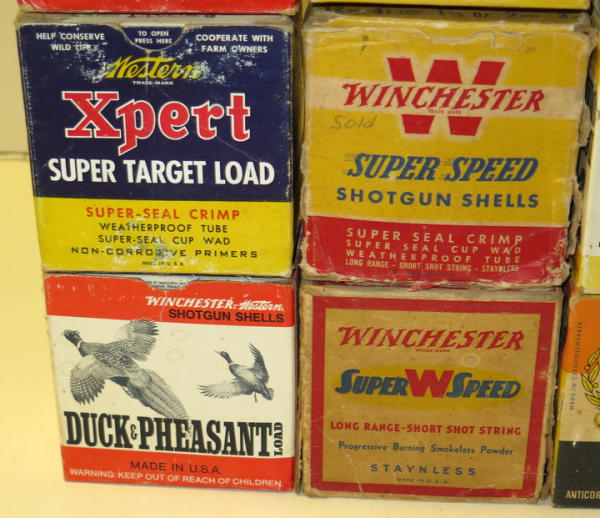 HELP CONSERVE WILD LIFE
TO OPEN PRESS HERE
COOPERATE WITH FARM OWNERS
Western
TRADE-MARK
Xpert
SUPER TARGET LOAD
SUPER-SEAL CRIMP
WEATHERPROOF TUBE
SUPER-SEAL CUP WAD
NON-CORROSIVE PRIMERS
MADE IN U.S.A.
W
WINCHESTER
TRADE MARK
Sold
SUPER SPEED
SHOTGUN SHELLS
SUPER SEAL CRIMP
SUPER SEAL CUP WAD
WEATHERPROOF TUBE
LONG RANGE - SHORT SHOT STRING - STAYNLESS
WINCHESTER-Western
SHOTGUN SHELLS
DUCK & PHEASANT LOAD
MADE IN U.S.A.
WARNING: KEEP OUT OF REACH OF CHILDREN.
WINCHESTER
TRADE MARK
SUPER W SPEED
LONG RANGE-SHORT SHOT STRING
Progressive Burning Smokeless Powder
STAYNLESS
MADE IN U.S.A.
MADE IN CZECHOSLOVAKIA
ANTICOR